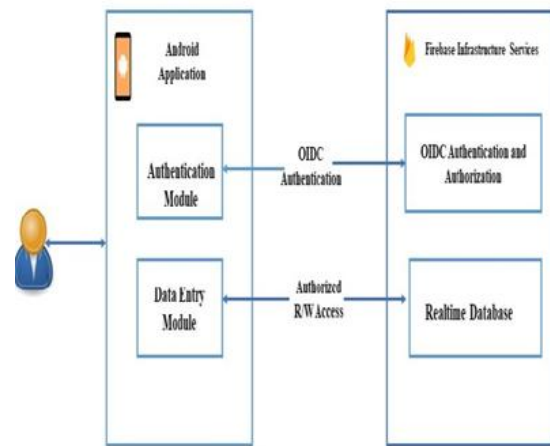 Android
Application
Firebase Infrastructure Services
Authentication
Module
OIDC
Authentication
OIDC Authentication and
Authorization
Data Entry
Module
Authorized
R/W Access
Realtime Database